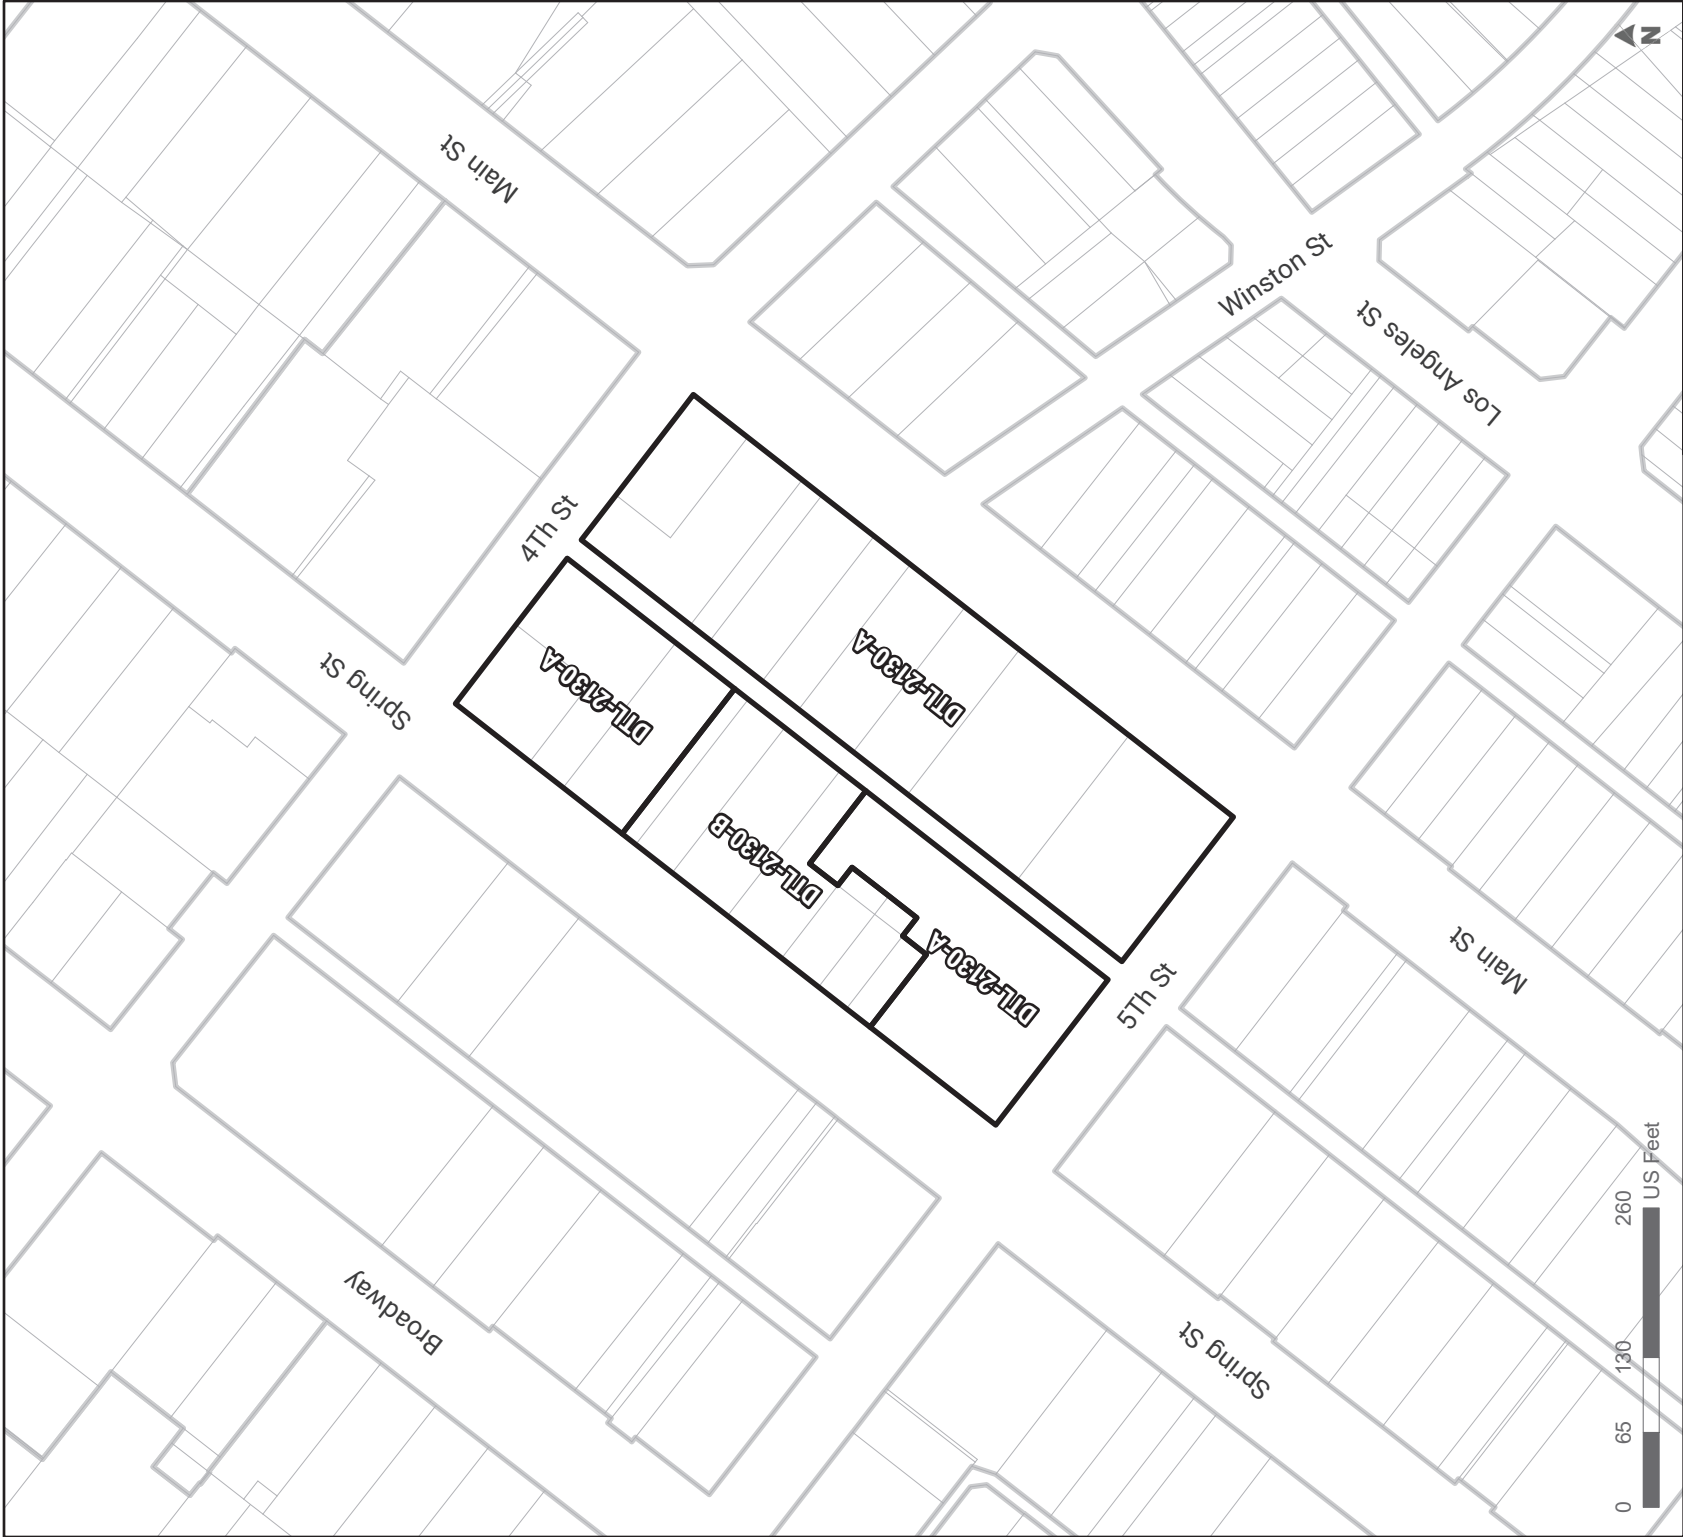 N
Main St
Winston St
Los Angeles St
4Th St
Spring St
DTL-2130-A
DTL-2130-A
DTL-2130-B
DTL-2130-A
5Th St
Main St
Broadway
Spring St
0 65 130 260
US Feet